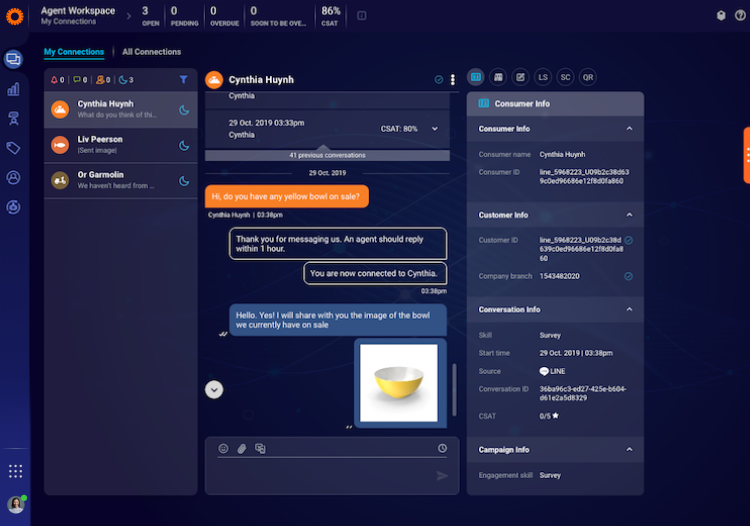 Agent Workspace
My Connections
3
OPEN
0
PENDING
0
OVERDUE
0
SOON TO BE OVE...
86%
CSAT
My Connections
All Connections
0
0
0
3
Cynthia Huynh
What do you think of thi...
Liv Peerson
|Sent image|
Or Garmolin
We haven't heard from ...
Cynthia Huynh
Cynthia
29 Oct. 2019 03:33pm
Cynthia
CSAT: 80%
41 previous conversations
29 Oct. 2019
Hi, do you have any yellow bowl on sale?
Cynthia Huynh | 03:38pm
Thank you for messaging us. An agent should reply
within 1 hour.
You are now connected to Cynthia.
03:38pm
Hello. Yes! I will share with you the image of the bowl
we currently have on sale
LS
SC
QR
Consumer Info
Consumer Info
Consumer name
Cynthia Huynh
Consumer ID
line_5968223_U09b2c38d63
9c0ed96686e12f8d0fa860
Customer Info
Customer ID
line_5968223_U09b2c38d
639c0ed96686e12f8d0fa8
60
Company branch
1543482020
Conversation Info
Skill
Survey
Start time
29 Oct. 2019 | 03:38pm
Source
LINE
Conversation ID
36ba96c3-ed27-425e-b604-
d61e2a5d8329
CSAT
0/5
Campaign Info
Engagement skill
Survey